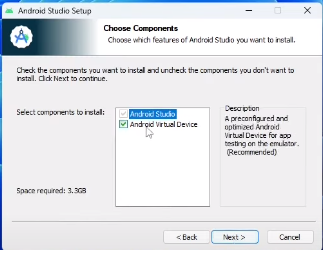 Android Studio Setup
Choose Components
Choose which features of Android Studio you want to install.
Check the components you want to install and uncheck the components you don't want to
install. Click Next to continue.
Select components to install:
Android Studio
Android Virtual Device
Description
A preconfigured and
optimized Android
Virtual Device for app
testing on the emulator.
(Recommended)
Space required: 3.3GB
< Back
Next >
Cancel